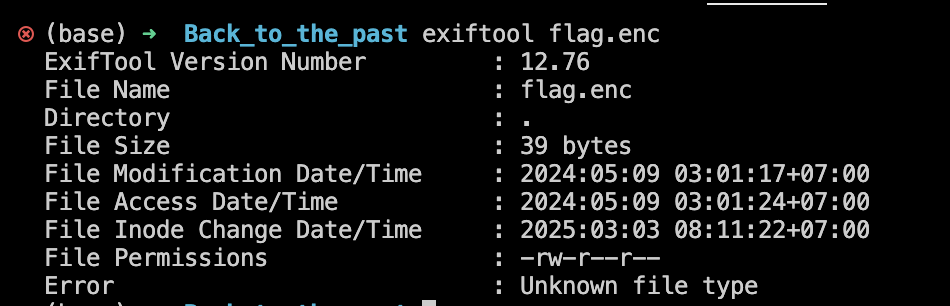 (base) ➜ Back_to_the_past exiftool flag.enc
ExifTool Version Number : 12.76
File Name : flag.enc
Directory : .
File Size : 39 bytes
File Modification Date/Time : 2024:05:09 03:01:17+07:00
File Access Date/Time : 2024:05:09 03:01:24+07:00
File Inode Change Date/Time : 2025:03:03 08:11:22+07:00
File Permissions : -rw-r--r--
Error : Unknown file type
(base) Back_to_the_past